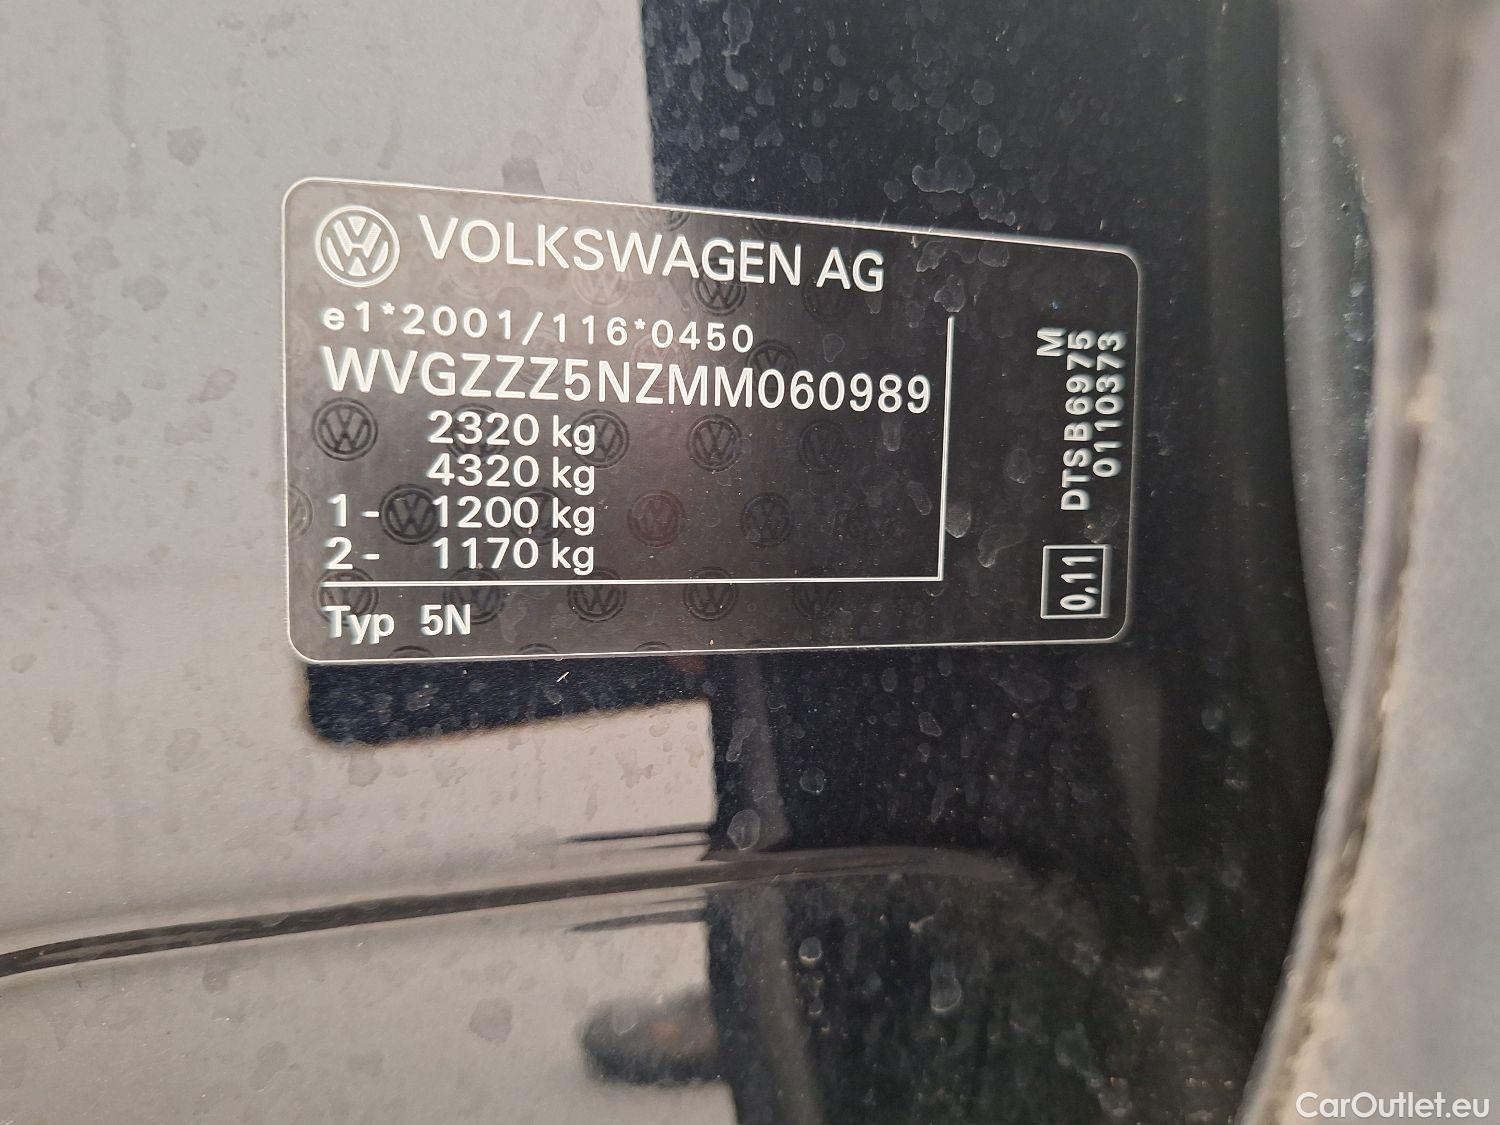 VOLKSWAGEN AG
e1*2001/116*0450
WVGZZZ5NZMM060989
2320 kg
4320 kg
1- 1200 kg
2- 1170 kg
Typ 5N
M
DTSB6975
0110373
0,11
CarOutlet.eu